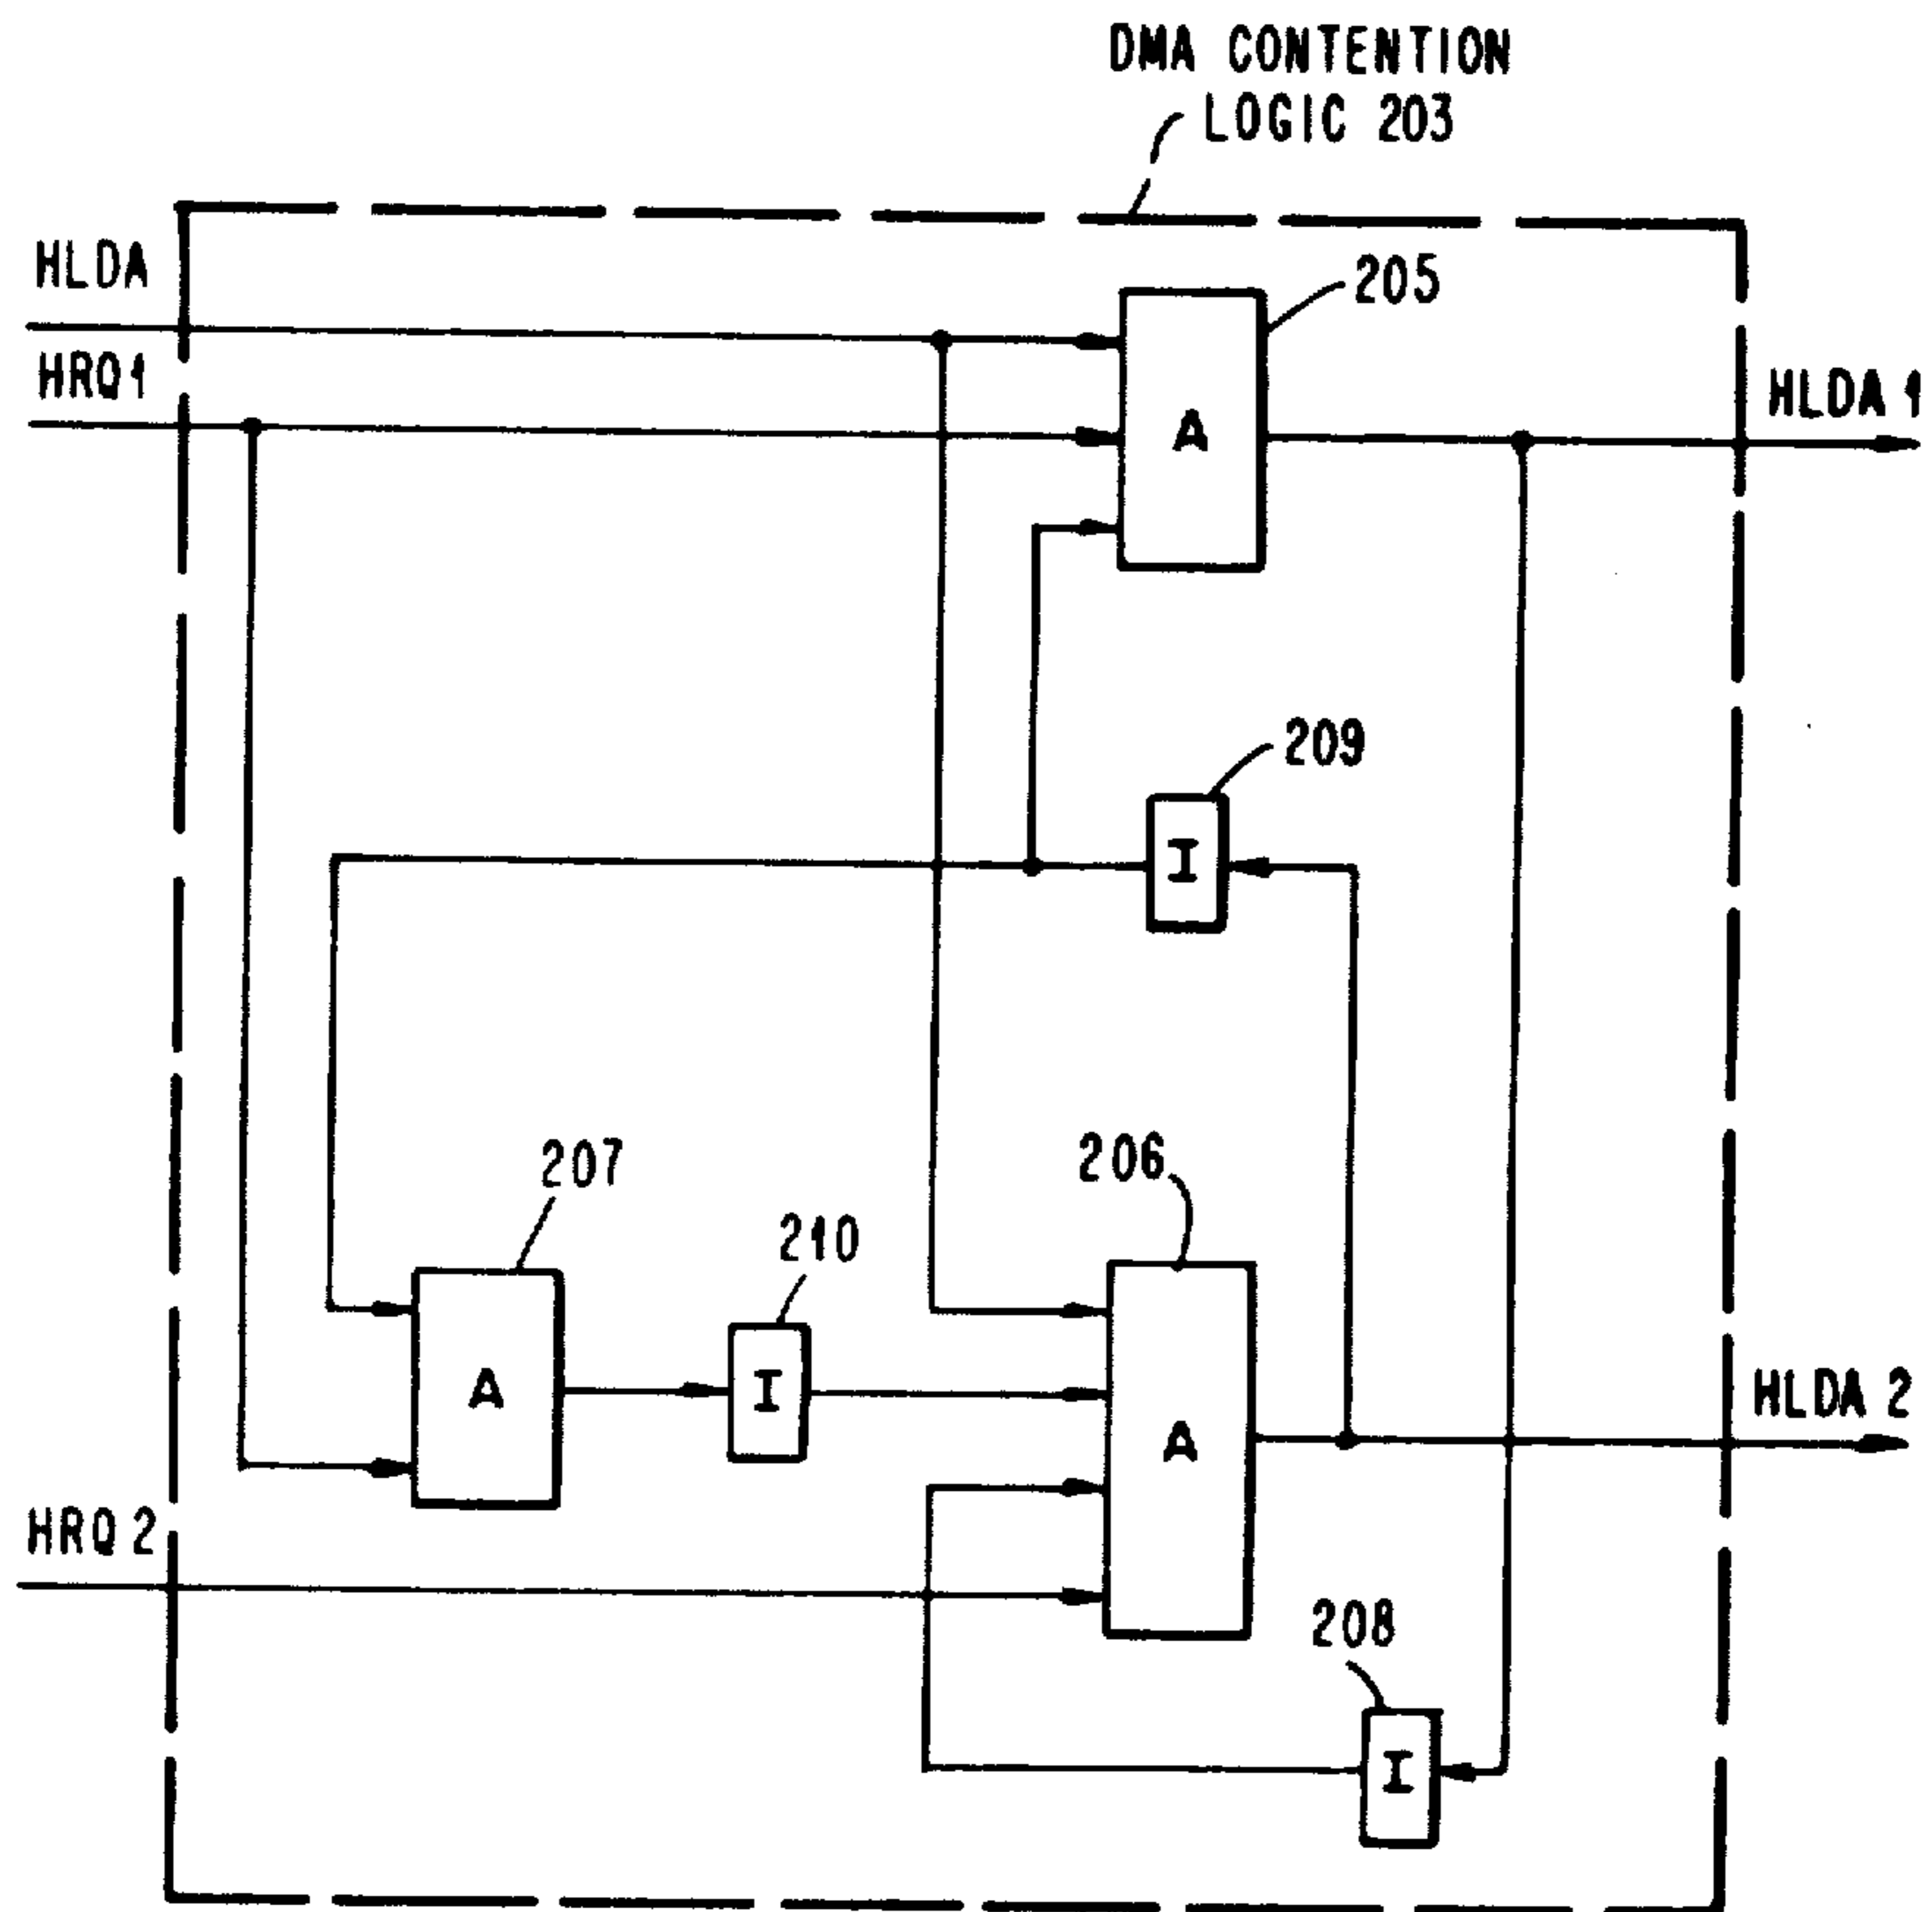 DMA CONTENTION
LOGIC 203
HLDA
205
HRQ1
HLDA 1
A
209
I
207
206
210
A
I
A
HLDA 2
HRQ 2
208
I